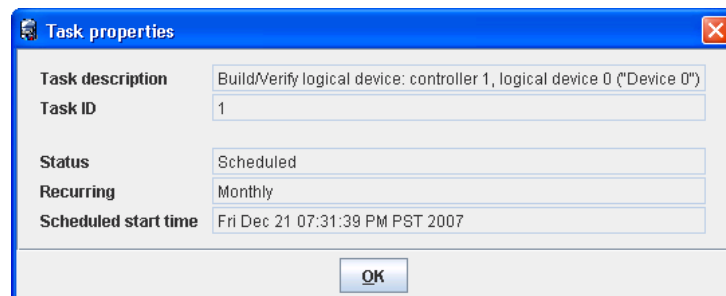 Task properties
Task description Build/Verify logical device: controller 1, logical device 0 ("Device 0")
Task ID 1
Status Scheduled
Recurring Monthly
Scheduled start time Fri Dec 21 07:31:39 PM PST 2007
OK